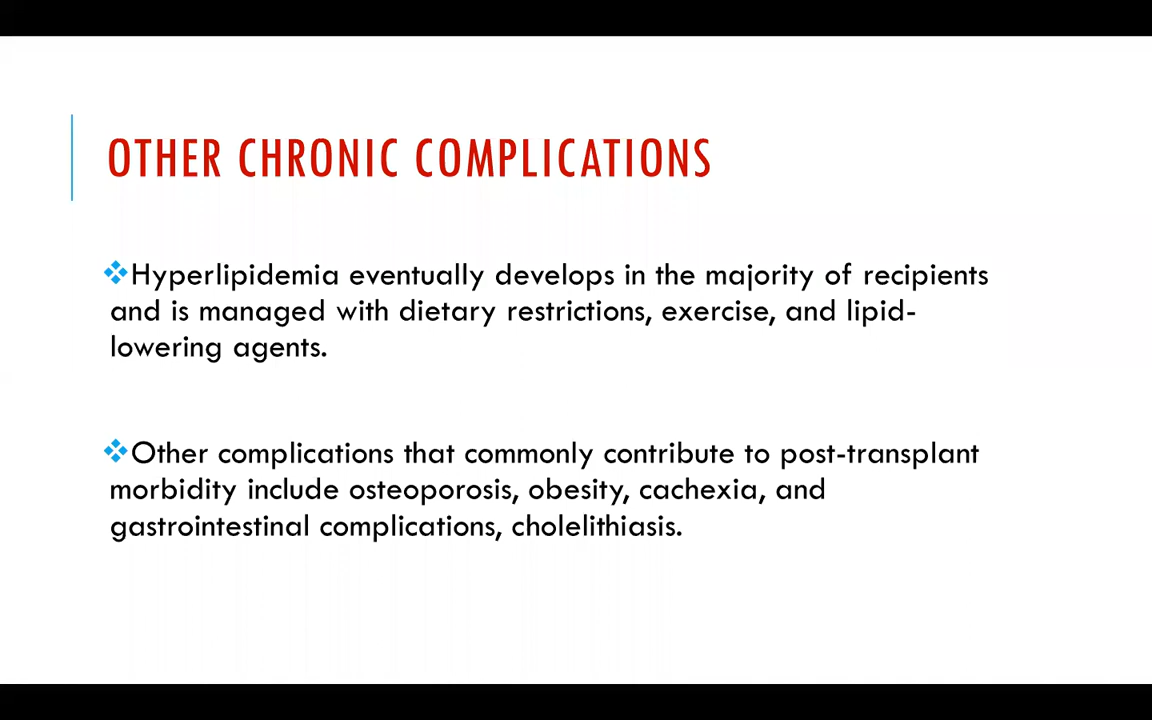 OTHER CHRONIC COMPLICATIONS
❖Hyperlipidemia eventually develops in the majority of recipients
and is managed with dietary restrictions, exercise, and lipid-
lowering agents.
❖Other complications that commonly contribute to post-transplant
morbidity include osteoporosis, obesity, cachexia, and
gastrointestinal complications, cholelithiasis.